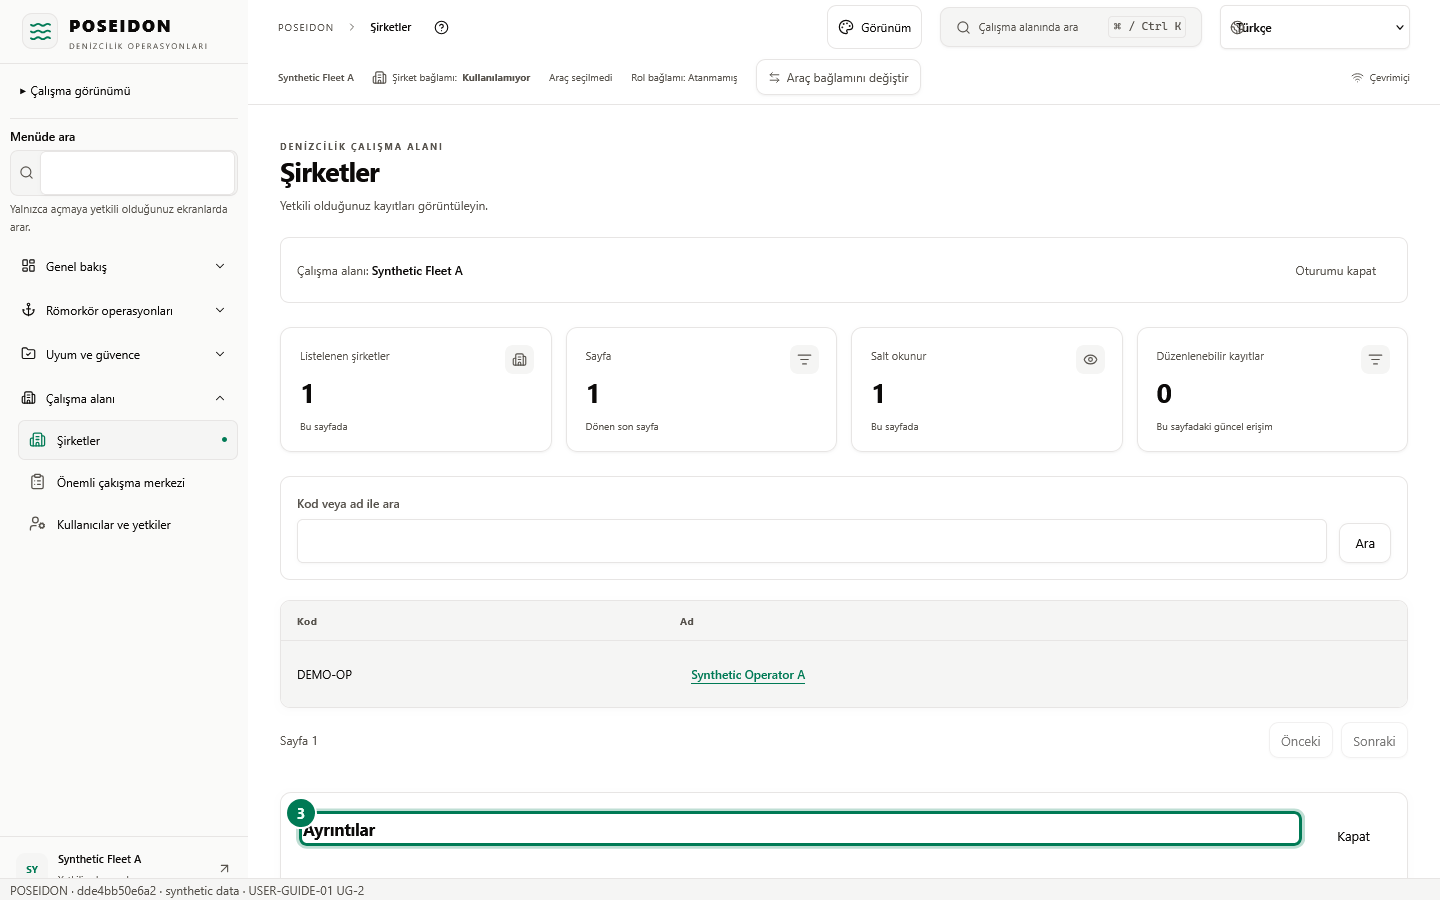 POSEIDON
DENİZCİLİK OPERASYONLARI
▸ Çalışma görünümü
Menüde ara
Yalnızca açmaya yetkili olduğunuz ekranlarda
arar.
Genel bakış
Römorkör operasyonları
Uyum ve güvence
Çalışma alanı
Şirketler
Önemli çakışma merkezi
Kullanıcılar ve yetkiler
SY
Synthetic Fleet A
POSEIDON > Şirketler
Görünüm
Çalışma alanında ara
⌘ / Ctrl K
Türkçe
Synthetic Fleet A
Şirket bağlamı: Kullanılamıyor
Araç seçilmedi
Rol bağlamı: Atanmamış
Araç bağlamını değiştir
Çevrimiçi
DENİZCİLİK ÇALIŞMA ALANI
Şirketler
Yetkili olduğunuz kayıtları görüntüleyin.
Çalışma alanı: Synthetic Fleet A
Oturumu kapat
Listelenen şirketler
1
Bu sayfada
Sayfa
1
Dönen son sayfa
Salt okunur
1
Bu sayfada
Düzenlenebilir kayıtlar
0
Bu sayfadaki güncel erişim
Kod veya ad ile ara
Ara
Kod Ad
DEMO-OP Synthetic Operator A
Sayfa 1
Önceki
Sonraki
3
Ayrıntılar
Kapat
POSEIDON · dde4bb50e6a2 · synthetic data · USER-GUIDE-01 UG-2